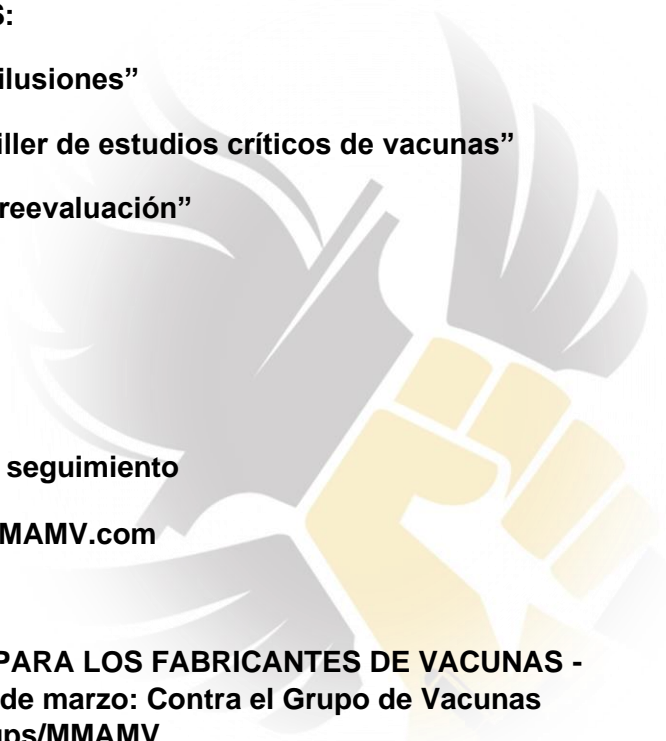 S:
ilusiones”
iller de estudios críticos de vacunas”
reevaluación”
seguimiento
MAMV.com
PARA LOS FABRICANTES DE VACUNAS -
de marzo: Contra el Grupo de Vacunas
ups/MMAMV